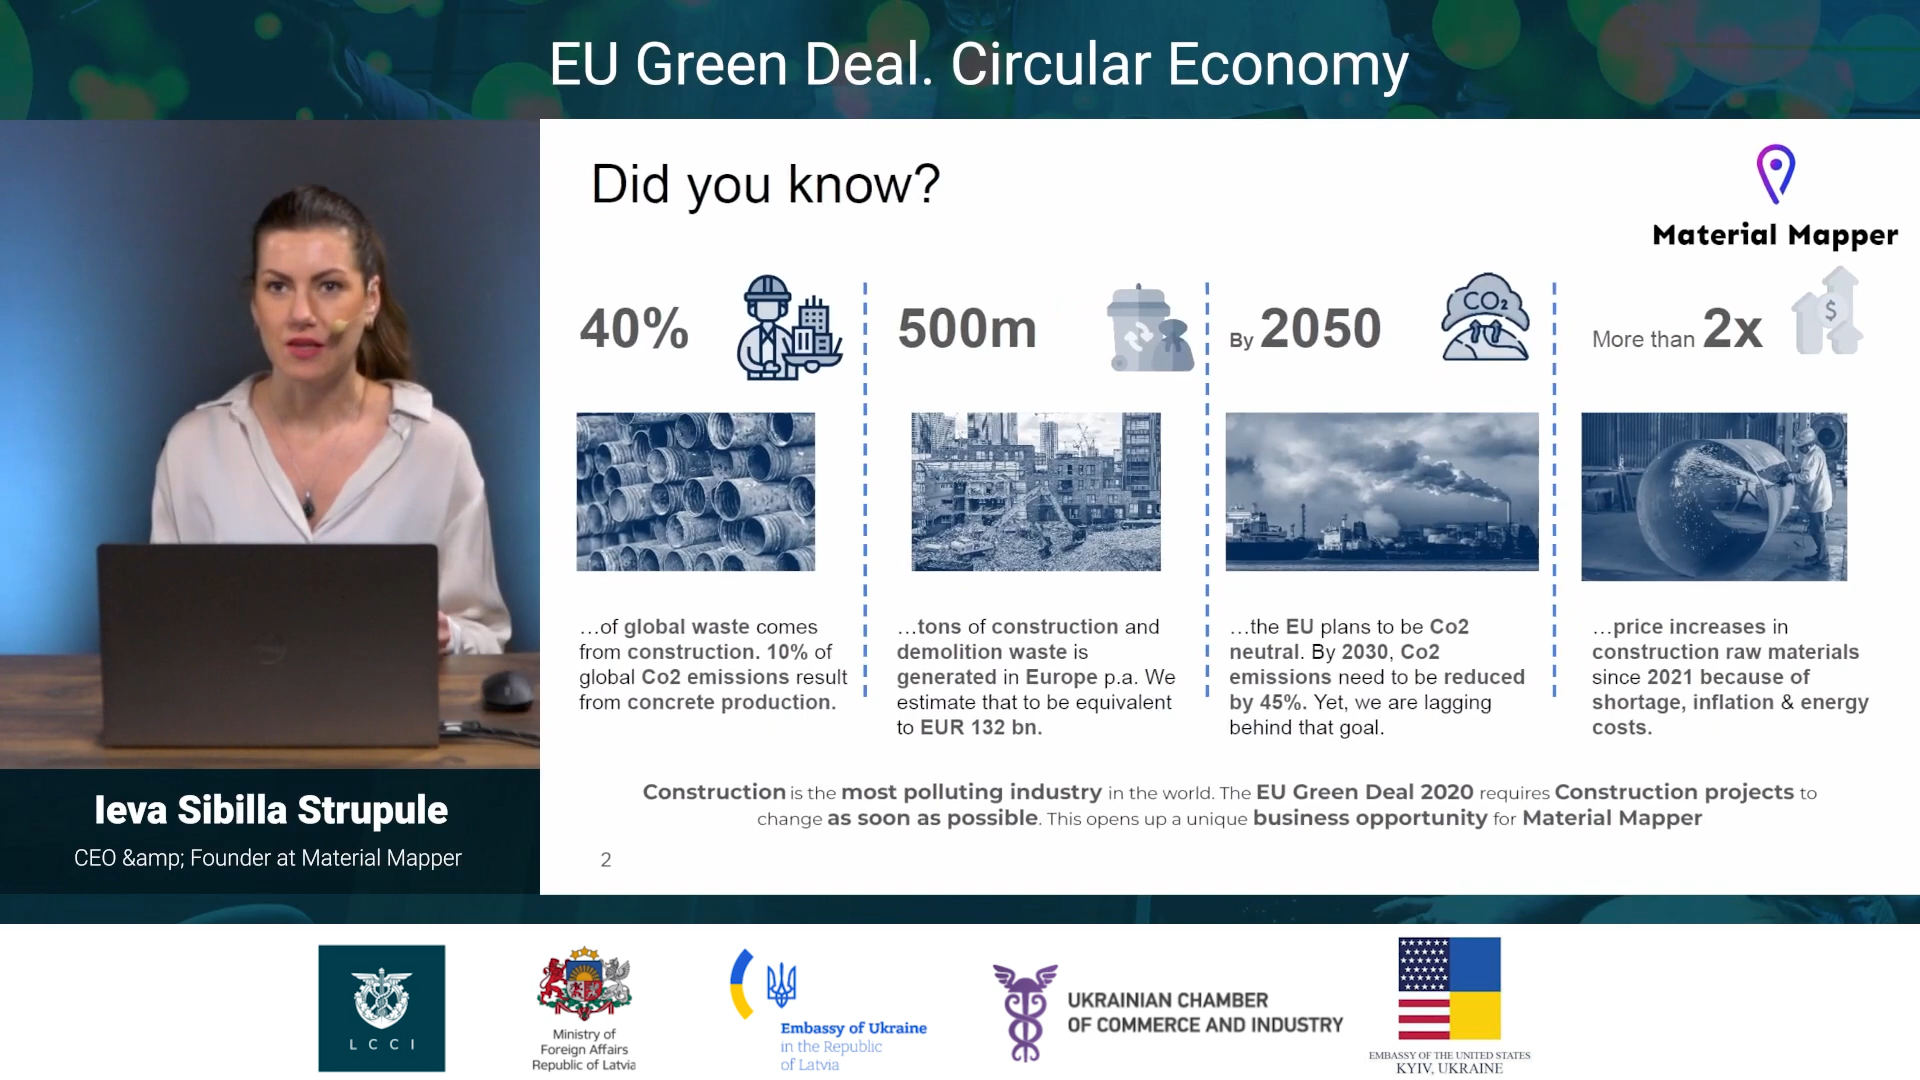 EU Green Deal. Circular Economy
Did you know?
Material Mapper
40%
500m
By 2050
CO₂
More than 2x
$
…of global waste comes
from construction. 10% of
global Co2 emissions result
from concrete production.
…tons of construction and
demolition waste is
generated in Europe p.a. We
estimate that to be equivalent
to EUR 132 bn.
…the EU plans to be Co2
neutral. By 2030, Co2
emissions need to be reduced
by 45%. Yet, we are lagging
behind that goal.
…price increases in
construction raw materials
since 2021 because of
shortage, inflation & energy
costs.
Construction is the most polluting industry in the world. The EU Green Deal 2020 requires Construction projects to
change as soon as possible. This opens up a unique business opportunity for Material Mapper
2
Ieva Sibilla Strupule
CEO &amp; Founder at Material Mapper
LCCI
Ministry of
Foreign Affairs
Republic of Latvia
Embassy of Ukraine
in the Republic
of Latvia
UKRAINIAN CHAMBER
OF COMMERCE AND INDUSTRY
EMBASSY OF THE UNITED STATES
KYIV, UKRAINE